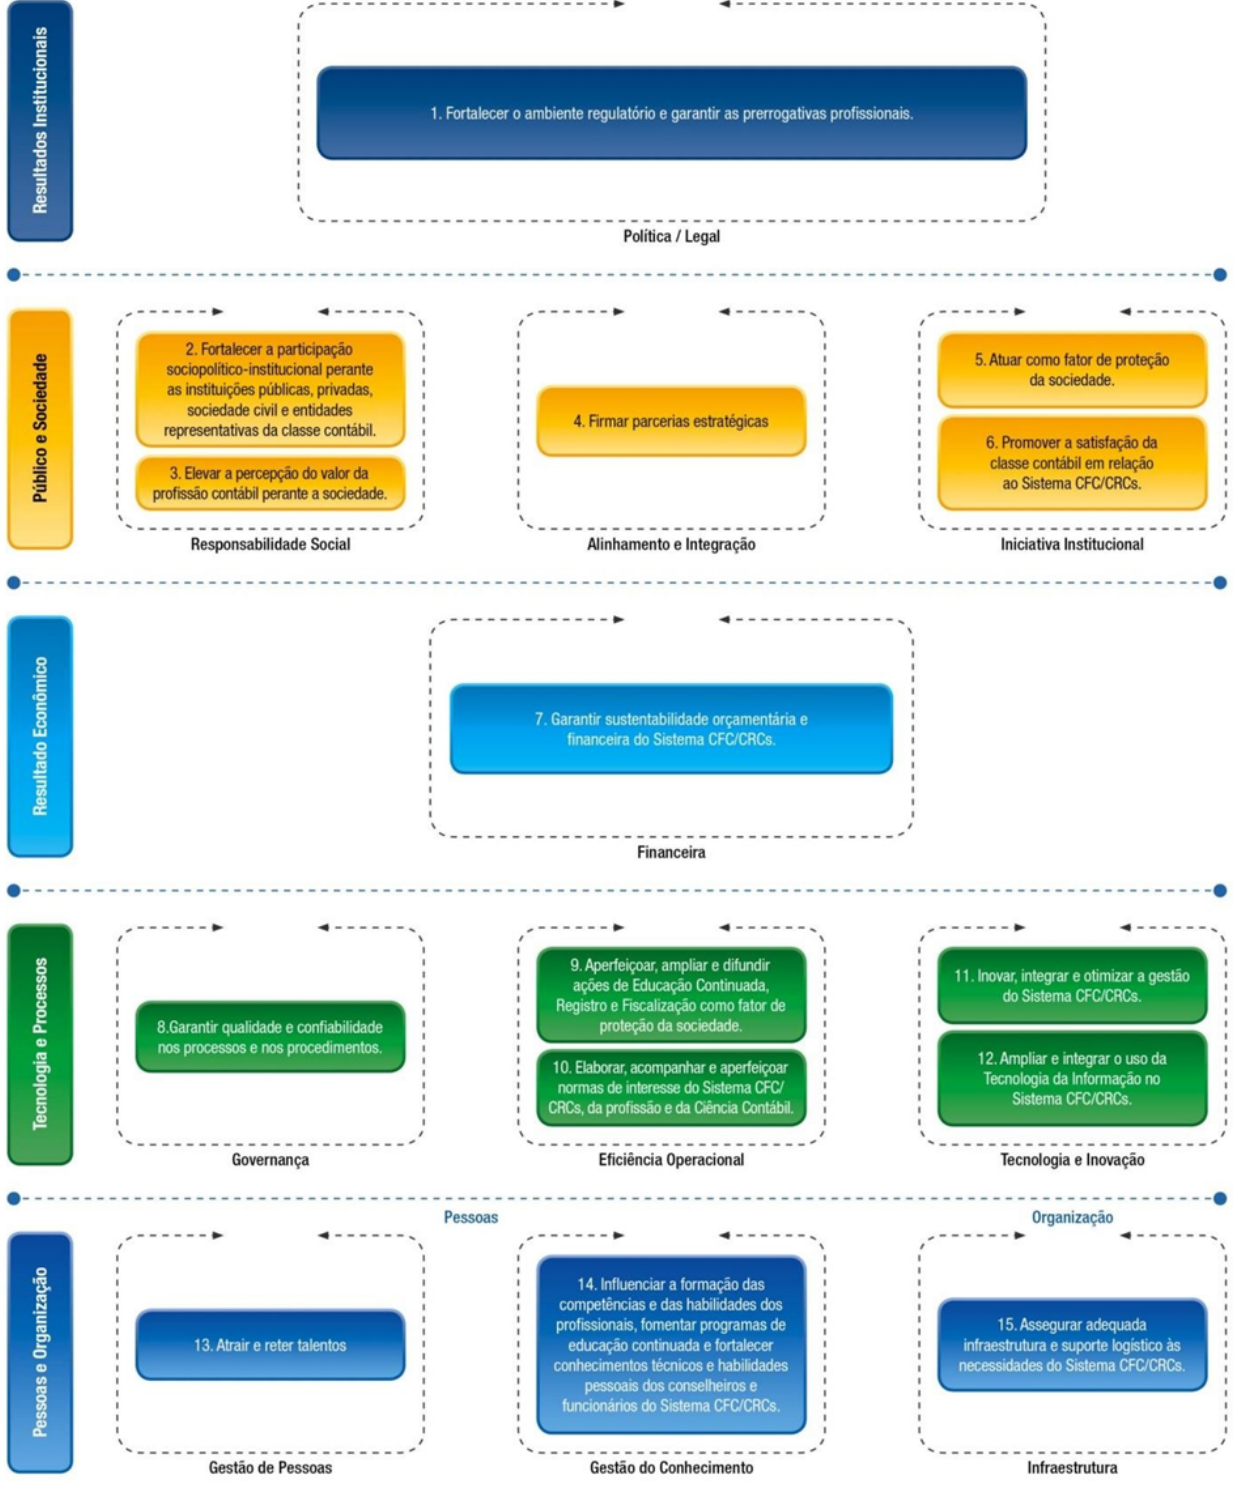 Resultados Institucionais
1. Fortalecer o ambiente regulatório e garantir as prerrogativas profissionais.
Política / Legal
Público e Sociedade
2. Fortalecer a participação
sociopolítico-institucional perante
as instituições públicas, privadas,
sociedade civil e entidades
representativas da classe contábil.
3. Elevar a percepção do valor da
profissão contábil perante a sociedade.
Responsabilidade Social
4. Firmar parcerias estratégicas
Alinhamento e Integração
5. Atuar como fator de proteção
da sociedade.
6. Promover a satisfação da
classe contábil em relação
ao Sistema CFC/CRCs.
Iniciativa Institucional
Resultado Econômico
7. Garantir sustentabilidade orçamentária e
financeira do Sistema CFC/CRCs.
Financeira
Tecnologia e Processos
8.Garantir qualidade e confiabilidade
nos processos e nos procedimentos.
Governança
9. Aperfeiçoar, ampliar e difundir
ações de Educação Continuada,
Registro e Fiscalização como fator de
proteção da sociedade.
10. Elaborar, acompanhar e aperfeiçoar
normas de interesse do Sistema CFC/
CRCs, da profissão e da Ciência Contábil.
Eficiência Operacional
11. Inovar, integrar e otimizar a gestão
do Sistema CFC/CRCs.
12. Ampliar e integrar o uso da
Tecnologia da Informação no
Sistema CFC/CRCs.
Tecnologia e Inovação
Pessoas
Organização
Pessoas e Organização
13. Atrair e reter talentos
Gestão de Pessoas
14. Influenciar a formação das
competências e das habilidades dos
profissionais, fomentar programas de
educação continuada e fortalecer
conhecimentos técnicos e habilidades
pessoais dos conselheiros e
funcionários do Sistema CFC/CRCs.
Gestão do Conhecimento
15. Assegurar adequada
infraestrutura e suporte logístico às
necessidades do Sistema CFC/CRCs.
Infraestrutura